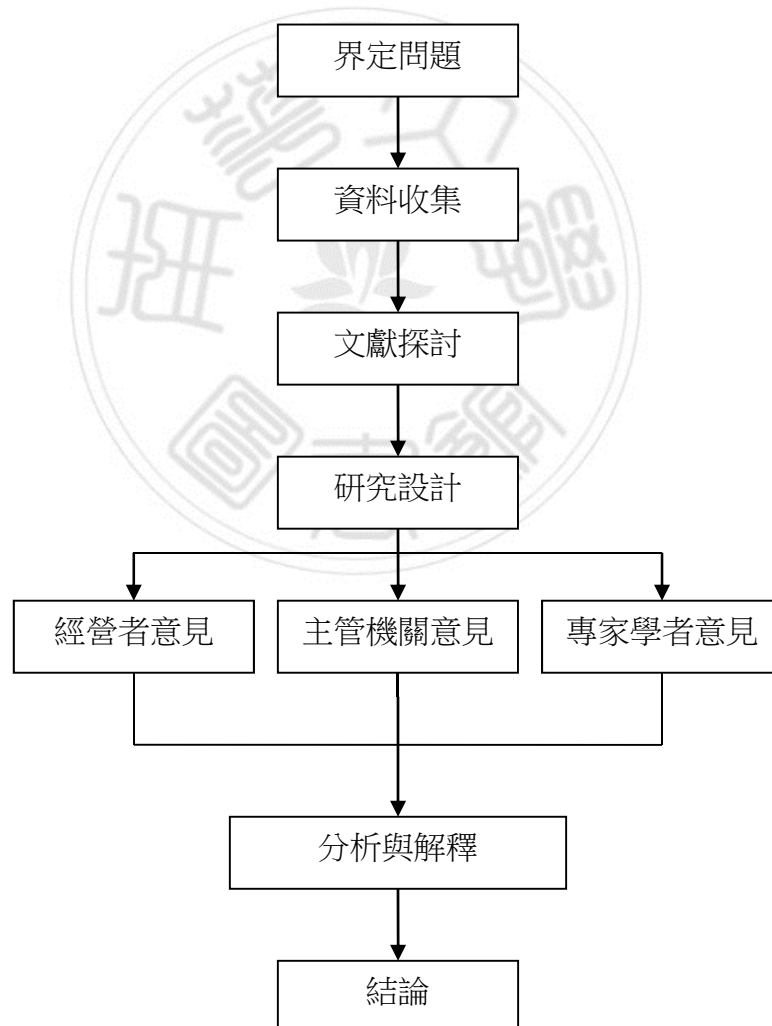 界定問題
資料收集
文獻探討
研究設計
經營者意見
主管機關意見
專家學者意見
分析與解釋
結論